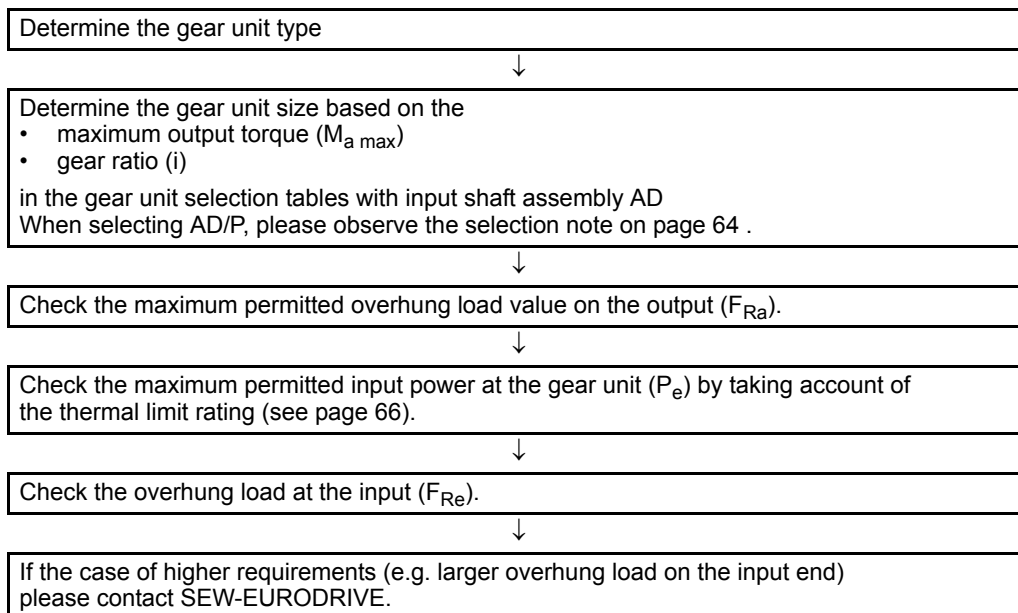 Determine the gear unit type
↓
Determine the gear unit size based on the
• maximum output torque (Ma max)
• gear ratio (i)
in the gear unit selection tables with input shaft assembly AD
When selecting AD/P, please observe the selection note on page 64 .
↓
Check the maximum permitted overhung load value on the output (FRa).
↓
Check the maximum permitted input power at the gear unit (Pe) by taking account of
the thermal limit rating (see page 66).
↓
Check the overhung load at the input (FRe).
↓
If the case of higher requirements (e.g. larger overhung load on the input end)
please contact SEW-EURODRIVE.